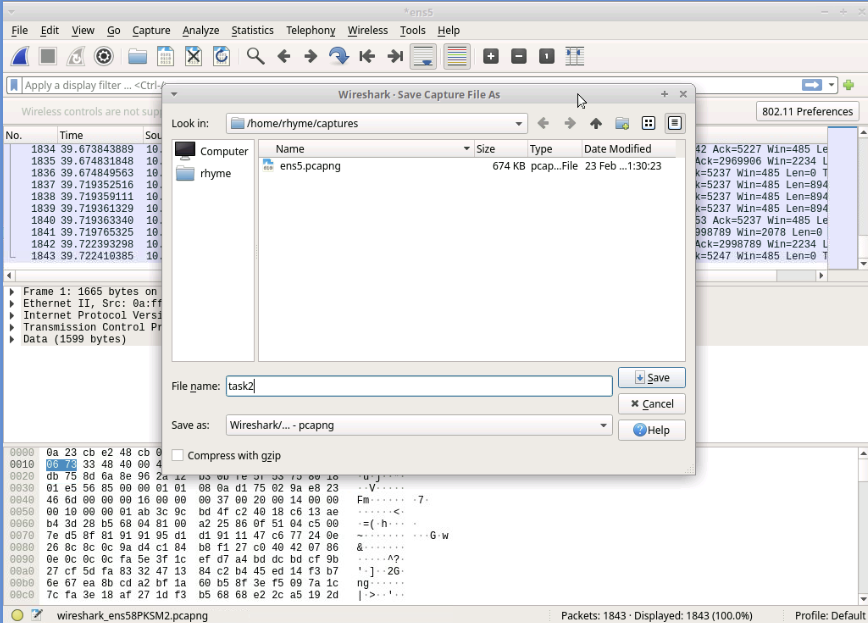 *ens5
File Edit View Go Capture Analyze Statistics Telephony Wireless Tools Help
Apply a display filter ... <Ctrl-/
Wireless controls are not sup
802.11 Preferences
Wireshark · Save Capture File As
Look in: /home/rhyme/captures
Computer
rhyme
Name Size Type Date Modified
ens5.pcapng 674 KB pcap...File 23 Feb ...1:30:23
File name: task2
Save as: Wireshark/... - pcapng
Compress with gzip
Save
Cancel
Help
No. Time Sou
1834 39.673843889 10. 42 Ack=5227 Win=485 Le
1835 39.674831848 10. Ack=2969906 Win=2234 L
1836 39.674849563 10. k=5237 Win=485 Len=0 T
1837 39.719352516 10. k=5237 Win=485 Len=894
1838 39.719359111 10. k=5237 Win=485 Len=894
1839 39.719361329 10. k=5237 Win=485 Len=894
1840 39.719363340 10. 53 Ack=5237 Win=485 Le
1841 39.719765325 10. 998789 Win=2078 Len=0
1842 39.722393298 10. Ack=2998789 Win=2234 L
1843 39.722410385 10. k=5247 Win=485 Len=0 T
Frame 1: 1665 bytes on
Ethernet II, Src: 0a:ff
Internet Protocol Versi
Transmission Control Pr
Data (1599 bytes)
0000 0a 23 cb e2 48 cb 0
0010 06 73 33 48 40 00 4
0020 db 75 8d 6a 8e 96 2a 12 b3 0b fe 5f 53 75 80 18 ·u·j····
0030 01 e5 56 85 00 00 01 01 08 0a d1 75 02 9a e8 23 ··V·····
0040 46 6d 00 00 00 16 00 00 00 37 00 20 00 14 00 00 Fm······ ·7· ····
0050 00 10 00 00 01 ab 3c 9c bd 4f c2 40 18 c6 13 ae ······<·
0060 b4 3d 28 b5 68 04 81 00 a2 25 86 0f 51 04 c5 00 ·=(·h···
0070 7e d5 8f 81 91 91 95 d1 d1 91 11 47 c6 77 24 0e ~······· ···G·w
0080 26 8c 8c 0c 9a d4 c1 84 b8 f1 27 c0 40 42 07 86 &·······
0090 0c 0c 0c fa 5e 3f 1c ef d7 a4 bd dc bd cf 9b ·····^?·
00a0 27 cf 5d fa 83 32 47 13 84 c2 b4 45 ed 14 f3 b7 '·]··2G·
00b0 6e 67 ea 8b cd a2 bf 1a 60 b5 8f 3e f5 09 7a 1c ng······
00c0 7c fa 3e 18 af 27 1d f3 b5 68 68 e2 2c a5 19 2d |·>··'··
wireshark_ens58PKSM2.pcapng
Packets: 1843 · Displayed: 1843 (100.0%)
Profile: Default